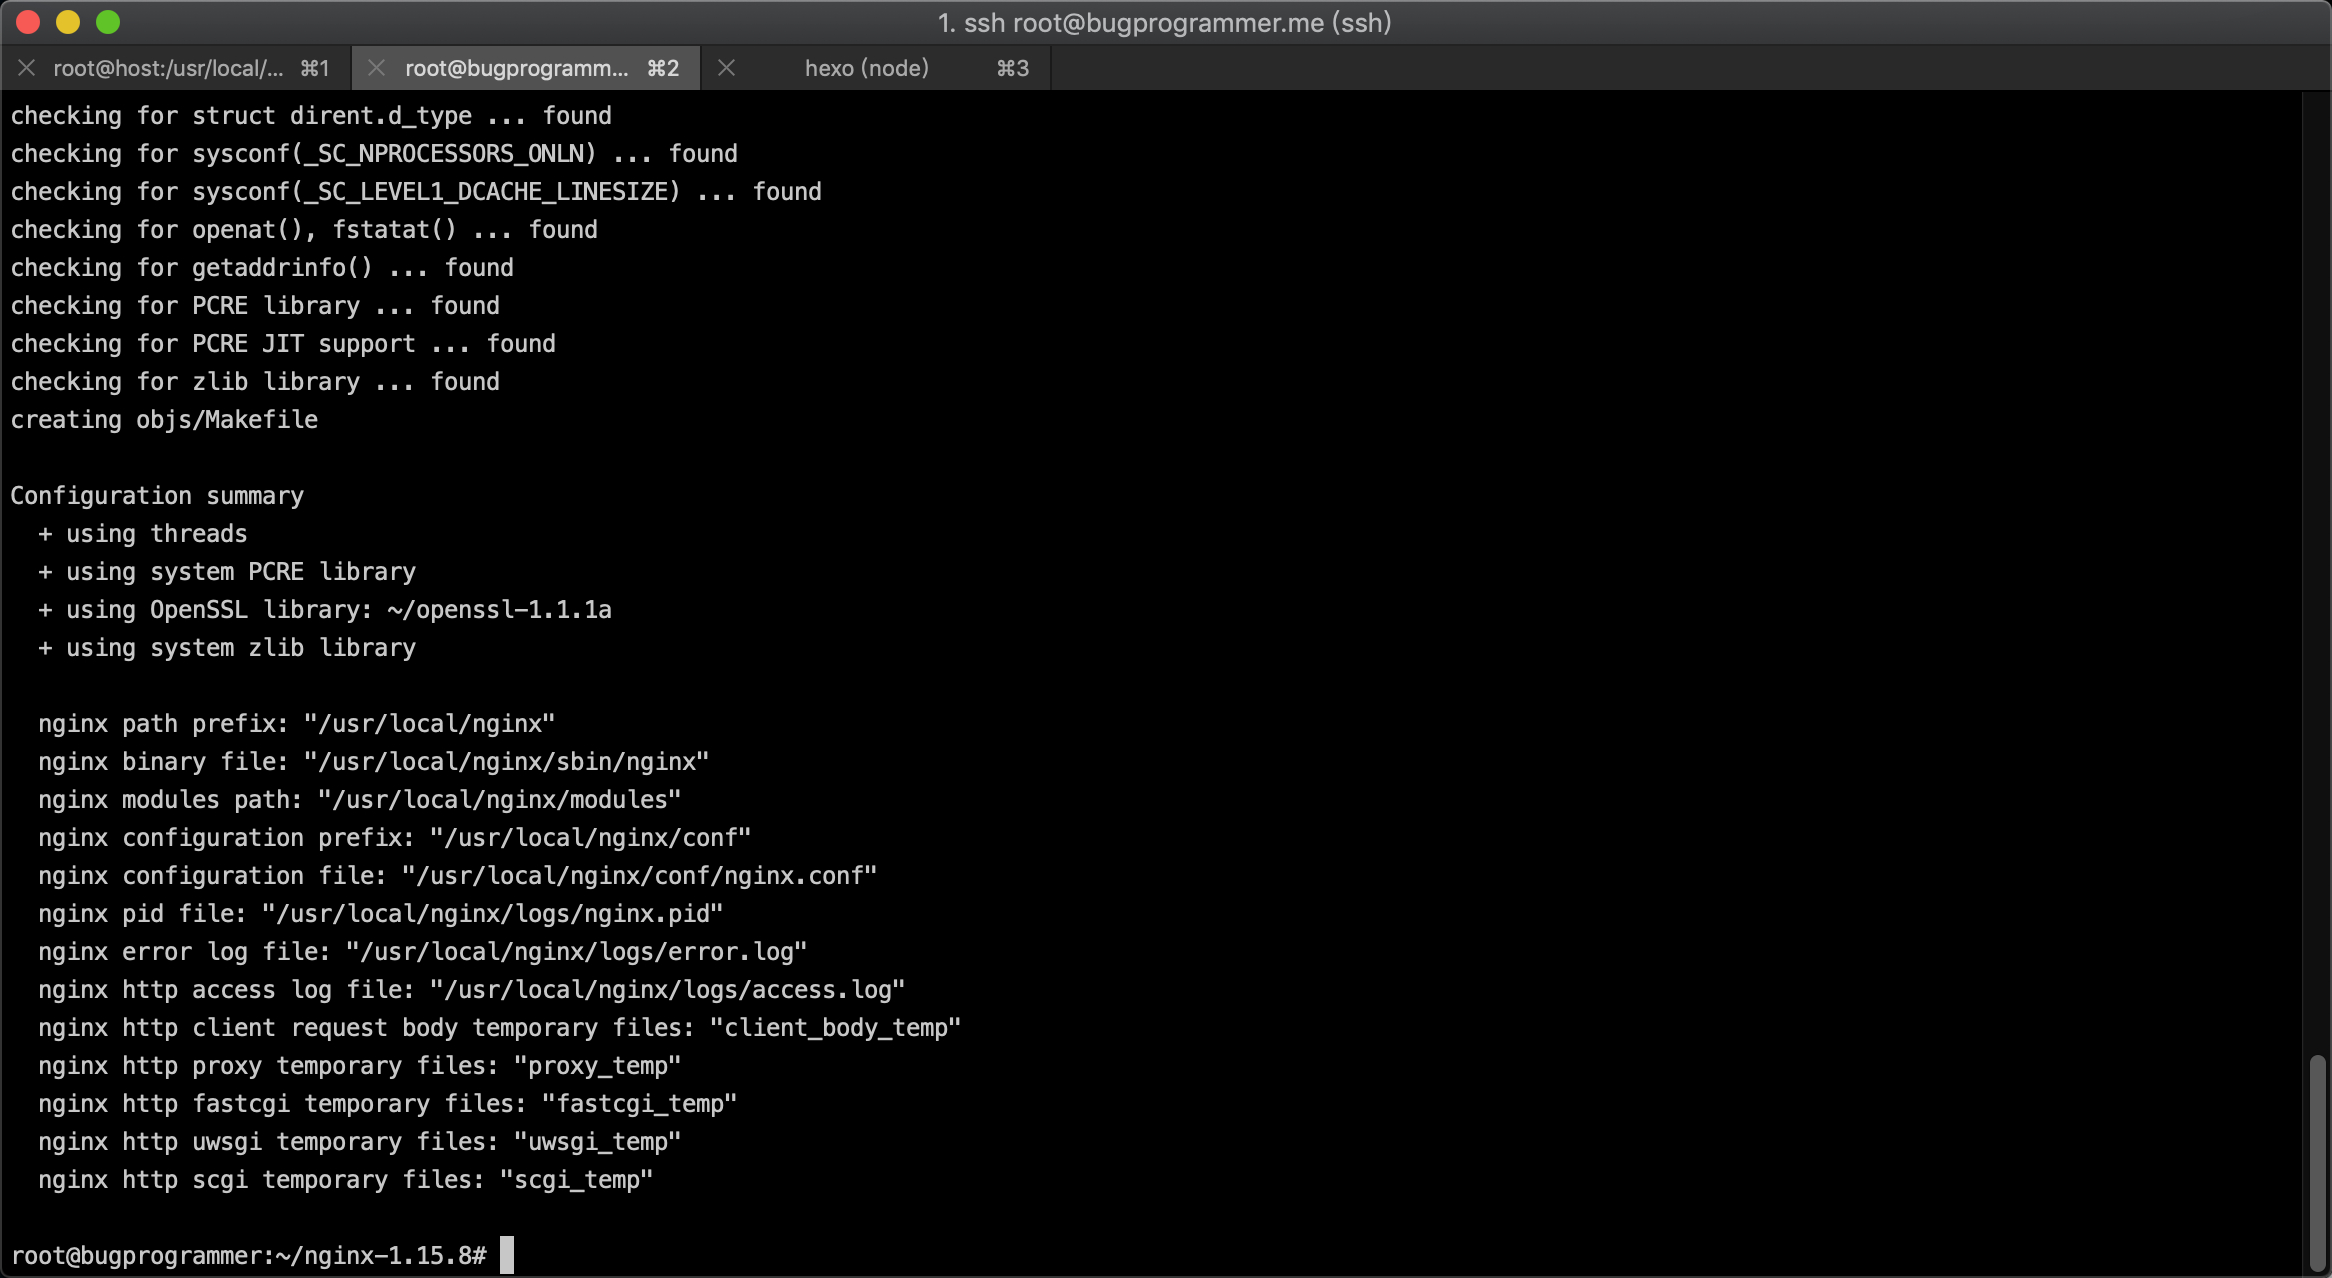 1. ssh root@bugprogrammer.me (ssh)
root@host:/usr/local/... ⌘1 root@bugprogramm... ⌘2 hexo (node) ⌘3
checking for struct dirent.d_type ... found
checking for sysconf(_SC_NPROCESSORS_ONLN) ... found
checking for sysconf(_SC_LEVEL1_DCACHE_LINESIZE) ... found
checking for openat(), fstatat() ... found
checking for getaddrinfo() ... found
checking for PCRE library ... found
checking for PCRE JIT support ... found
checking for zlib library ... found
creating objs/Makefile

Configuration summary
  + using threads
  + using system PCRE library
  + using OpenSSL library: ~/openssl-1.1.1a
  + using system zlib library

  nginx path prefix: "/usr/local/nginx"
  nginx binary file: "/usr/local/nginx/sbin/nginx"
  nginx modules path: "/usr/local/nginx/modules"
  nginx configuration prefix: "/usr/local/nginx/conf"
  nginx configuration file: "/usr/local/nginx/conf/nginx.conf"
  nginx pid file: "/usr/local/nginx/logs/nginx.pid"
  nginx error log file: "/usr/local/nginx/logs/error.log"
  nginx http access log file: "/usr/local/nginx/logs/access.log"
  nginx http client request body temporary files: "client_body_temp"
  nginx http proxy temporary files: "proxy_temp"
  nginx http fastcgi temporary files: "fastcgi_temp"
  nginx http uwsgi temporary files: "uwsgi_temp"
  nginx http scgi temporary files: "scgi_temp"

root@bugprogrammer:~/nginx-1.15.8#